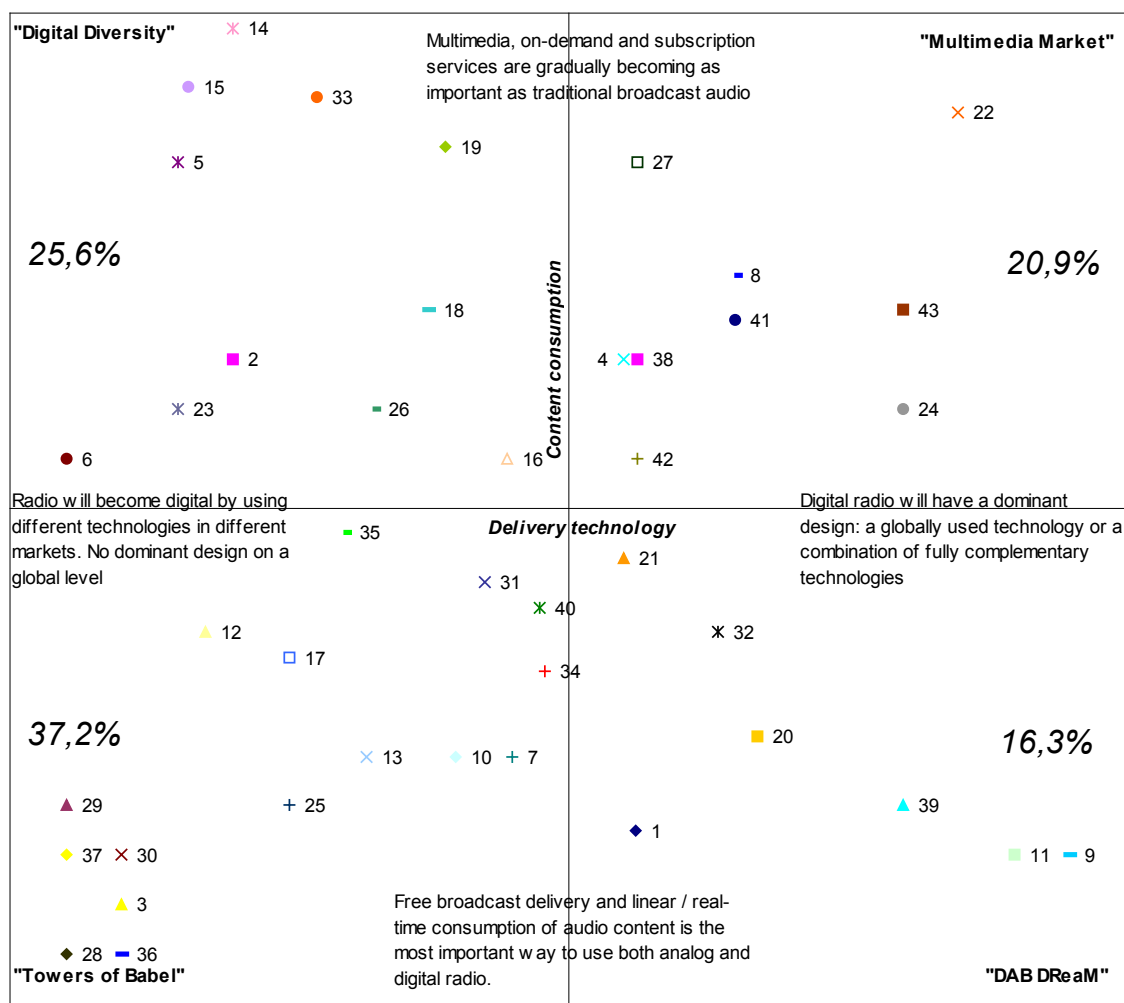 "Digital Diversity"
14
Multimedia, on-demand and subscription
services are gradually becoming as
important as traditional broadcast audio
"Multimedia Market"
15
33
22
19
5
27
25,6%
20,9%
8
18
43
41
Content consumption
2
4
38
23
26
24
6
16
42
Radio will become digital by using
different technologies in different
markets. No dominant design on a
global level
Digital radio will have a dominant
design: a globally used technology or a
combination of fully complementary
technologies
Delivery technology
35
21
31
40
12
32
17
34
37,2%
20
16,3%
13
10
7
29
25
39
1
37
30
11
9
3
Free broadcast delivery and linear / real-
time consumption of audio content is the
most important way to use both analog and
digital radio.
28
36
"Towers of Babel"
"DAB DReaM"